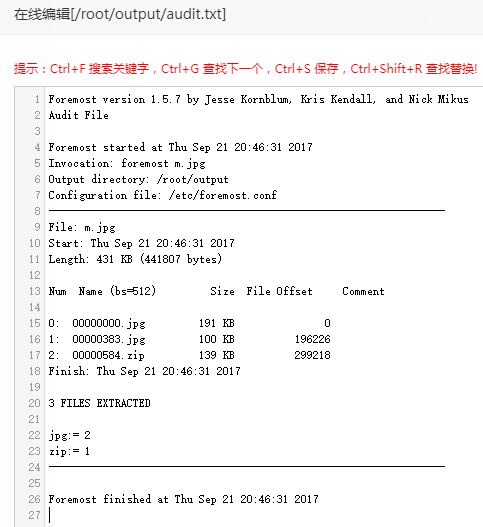 在线编辑[/root/output/audit.txt]
提示：Ctrl+F 搜索关键字，Ctrl+G 查找下一个，Ctrl+S 保存，Ctrl+Shift+R 查找替换!
1 Foremost version 1.5.7 by Jesse Kornblum, Kris Kendall, and Nick Mikus
2 Audit File
3
4 Foremost started at Thu Sep 21 20:46:31 2017
5 Invocation: foremost m.jpg
6 Output directory: /root/output
7 Configuration file: /etc/foremost.conf
8
9 File: m.jpg
10 Start: Thu Sep 21 20:46:31 2017
11 Length: 431 KB (441807 bytes)
12
13 Num Name (bs=512) Size File Offset Comment
14
15 0: 00000000.jpg 191 KB 0
16 1: 00000383.jpg 100 KB 196226
17 2: 00000584.zip 139 KB 299218
18 Finish: Thu Sep 21 20:46:31 2017
19
20 3 FILES EXTRACTED
21
22 jpg:= 2
23 zip:= 1
24
25
26 Foremost finished at Thu Sep 21 20:46:31 2017
27